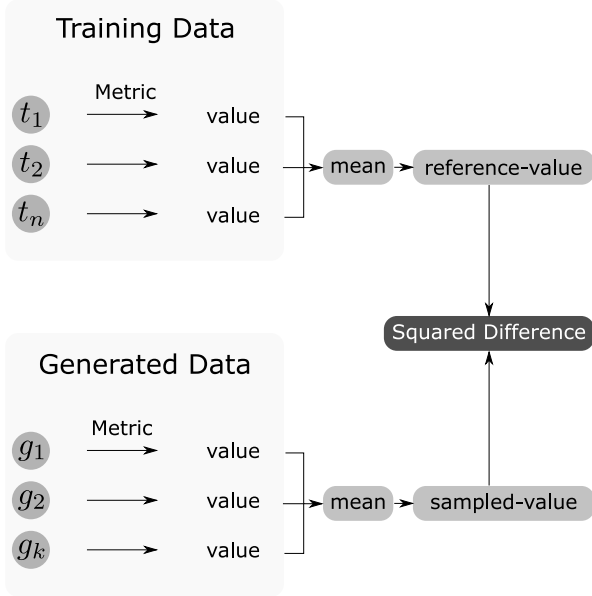 Training Data
Metric
t1 value
t2 value mean reference-value
tn value
Squared Difference
Generated Data
Metric
g1 value
g2 value mean sampled-value
gk value